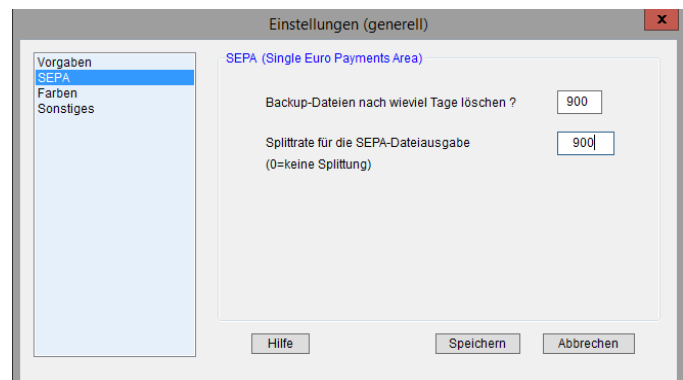 Einstellungen (generell)
x
Vorgaben
SEPA
Farben
Sonstiges
SEPA (Single Euro Payments Area)
Backup-Dateien nach wieviel Tage löschen ? 900
Splittrate für die SEPA-Dateiausgabe 900
(0=keine Splittung)
Hilfe Speichern Abbrechen